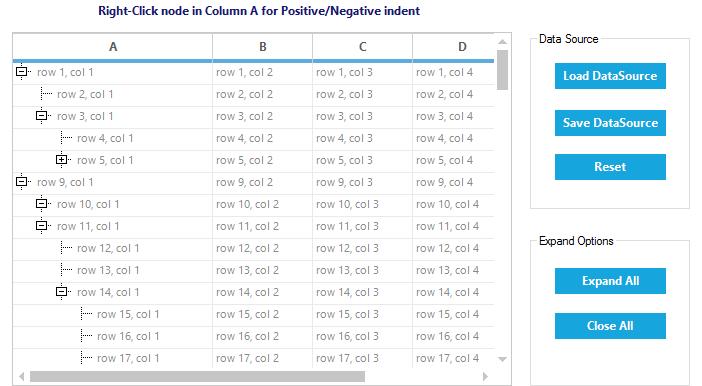 Right-Click node in Column A for Positive/Negative indent
A B C D
row 1, col 1 row 1, col 2 row 1, col 3 row 1, col 4
row 2, col 1 row 2, col 2 row 2, col 3 row 2, col 4
row 3, col 1 row 3, col 2 row 3, col 3 row 3, col 4
row 4, col 1 row 4, col 2 row 4, col 3 row 4, col 4
row 5, col 1 row 5, col 2 row 5, col 3 row 5, col 4
row 9, col 1 row 9, col 2 row 9, col 3 row 9, col 4
row 10, col 1 row 10, col 2 row 10, col 3 row 10, col 4
row 11, col 1 row 11, col 2 row 11, col 3 row 11, col 4
row 12, col 1 row 12, col 2 row 12, col 3 row 12, col 4
row 13, col 1 row 13, col 2 row 13, col 3 row 13, col 4
row 14, col 1 row 14, col 2 row 14, col 3 row 14, col 4
row 15, col 1 row 15, col 2 row 15, col 3 row 15, col 4
row 16, col 1 row 16, col 2 row 16, col 3 row 16, col 4
row 17, col 1 row 17, col 2 row 17, col 3 row 17, col 4
Data Source
Load DataSource
Save DataSource
Reset
Expand Options
Expand All
Close All